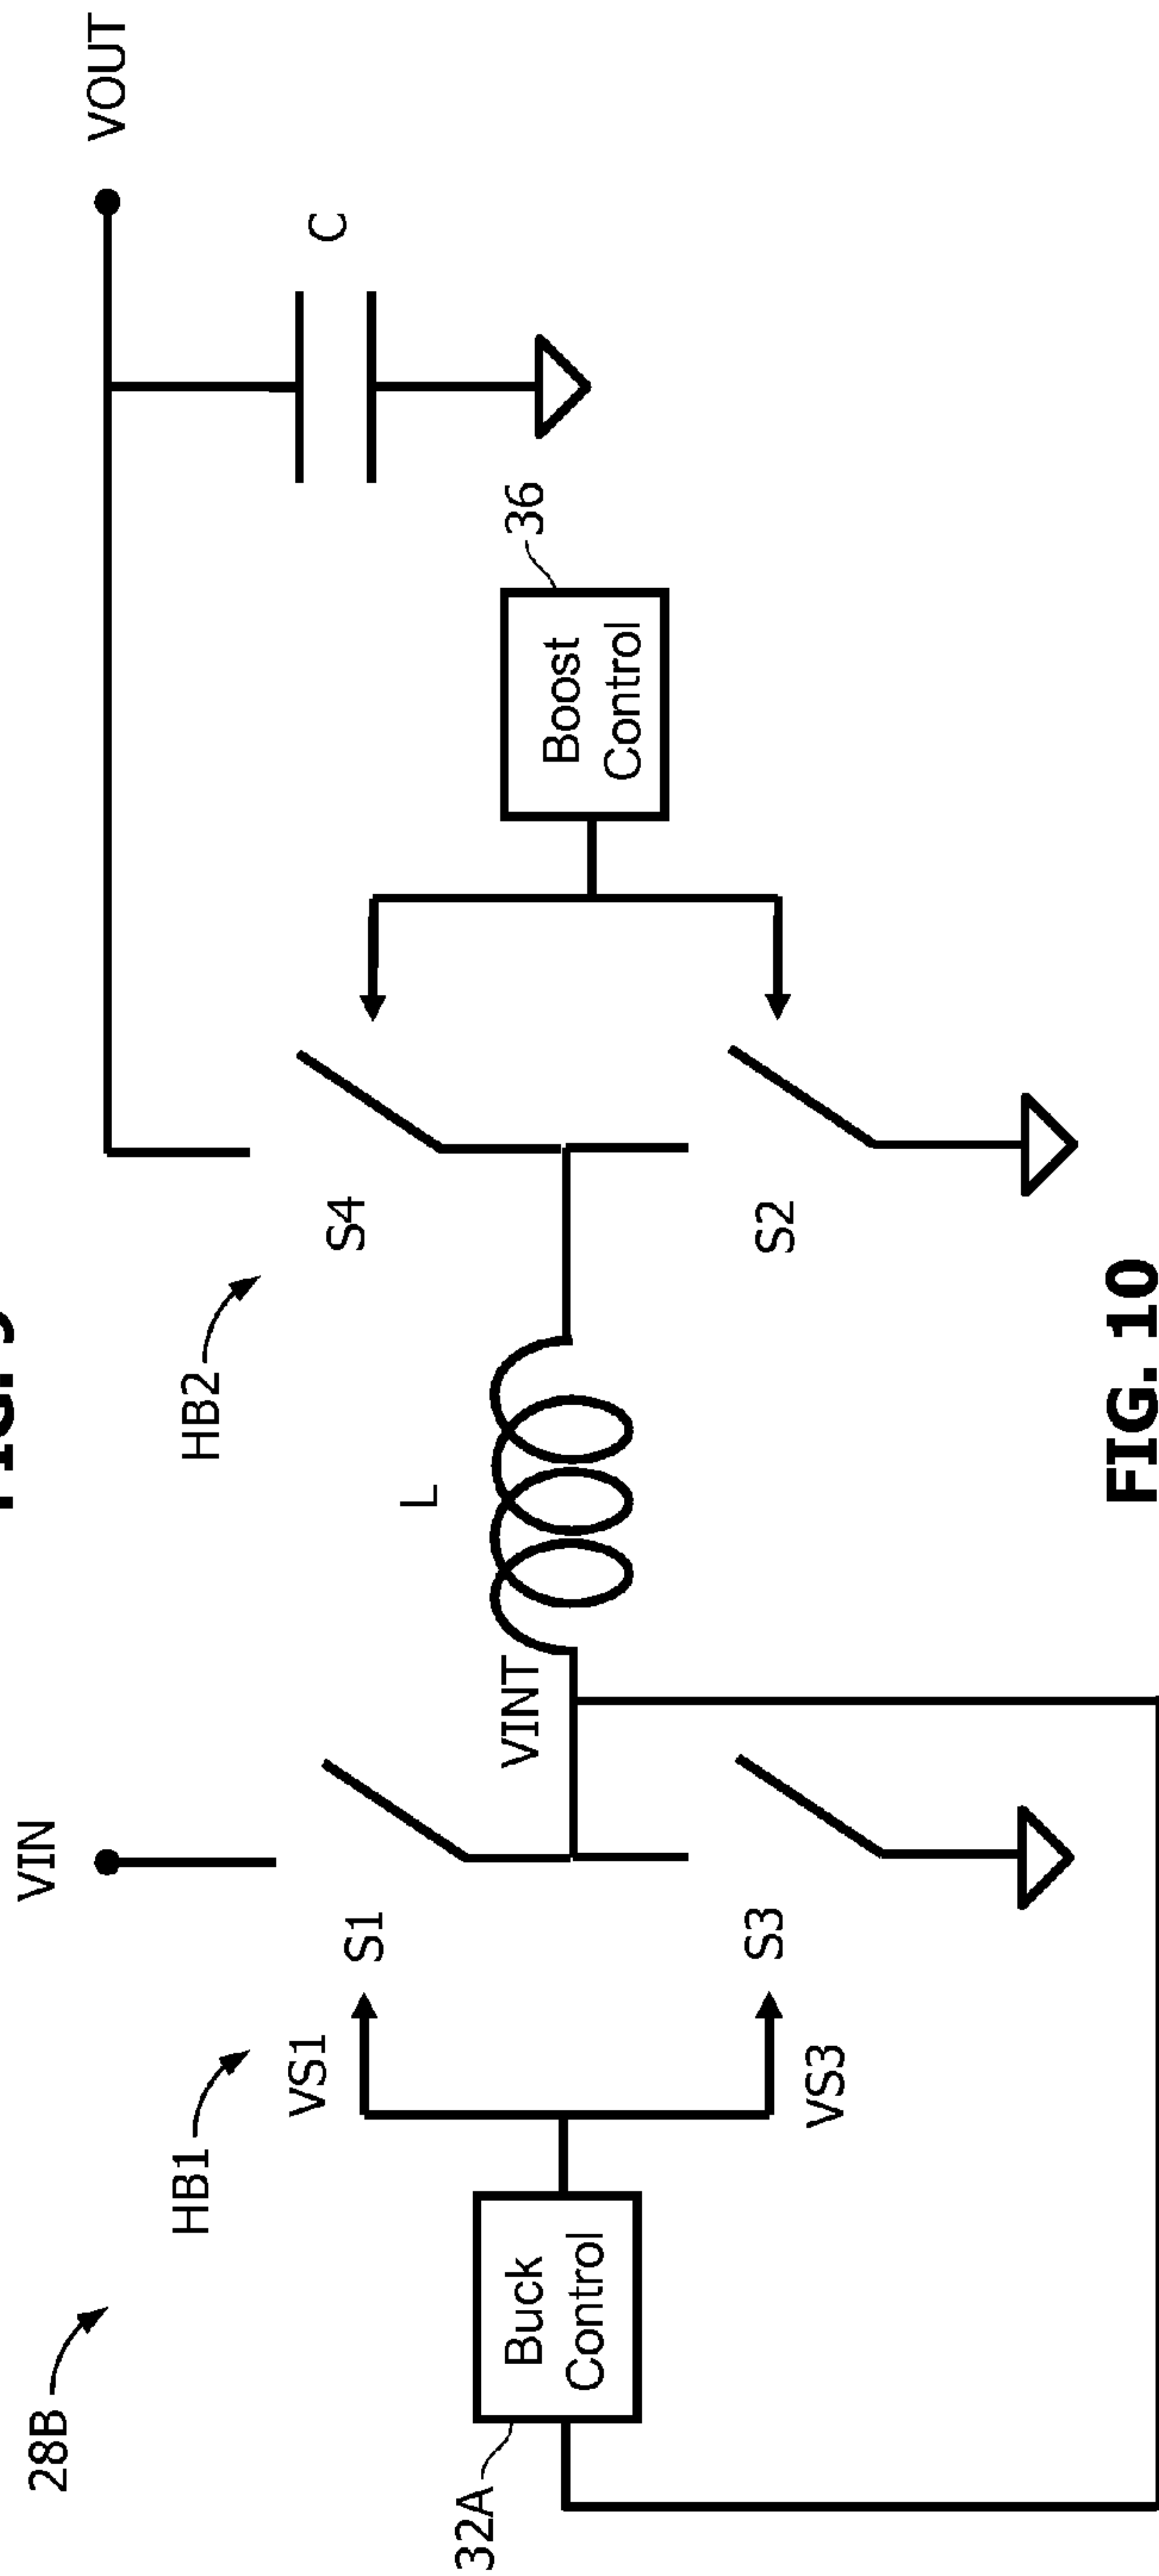 28B
VIN
VOUT
HB1
HB2
VS1
S1
L
S4
C
32A
Buck
Control
VINT
Boost
Control
36
VS3
S3
S2
FIG. 10